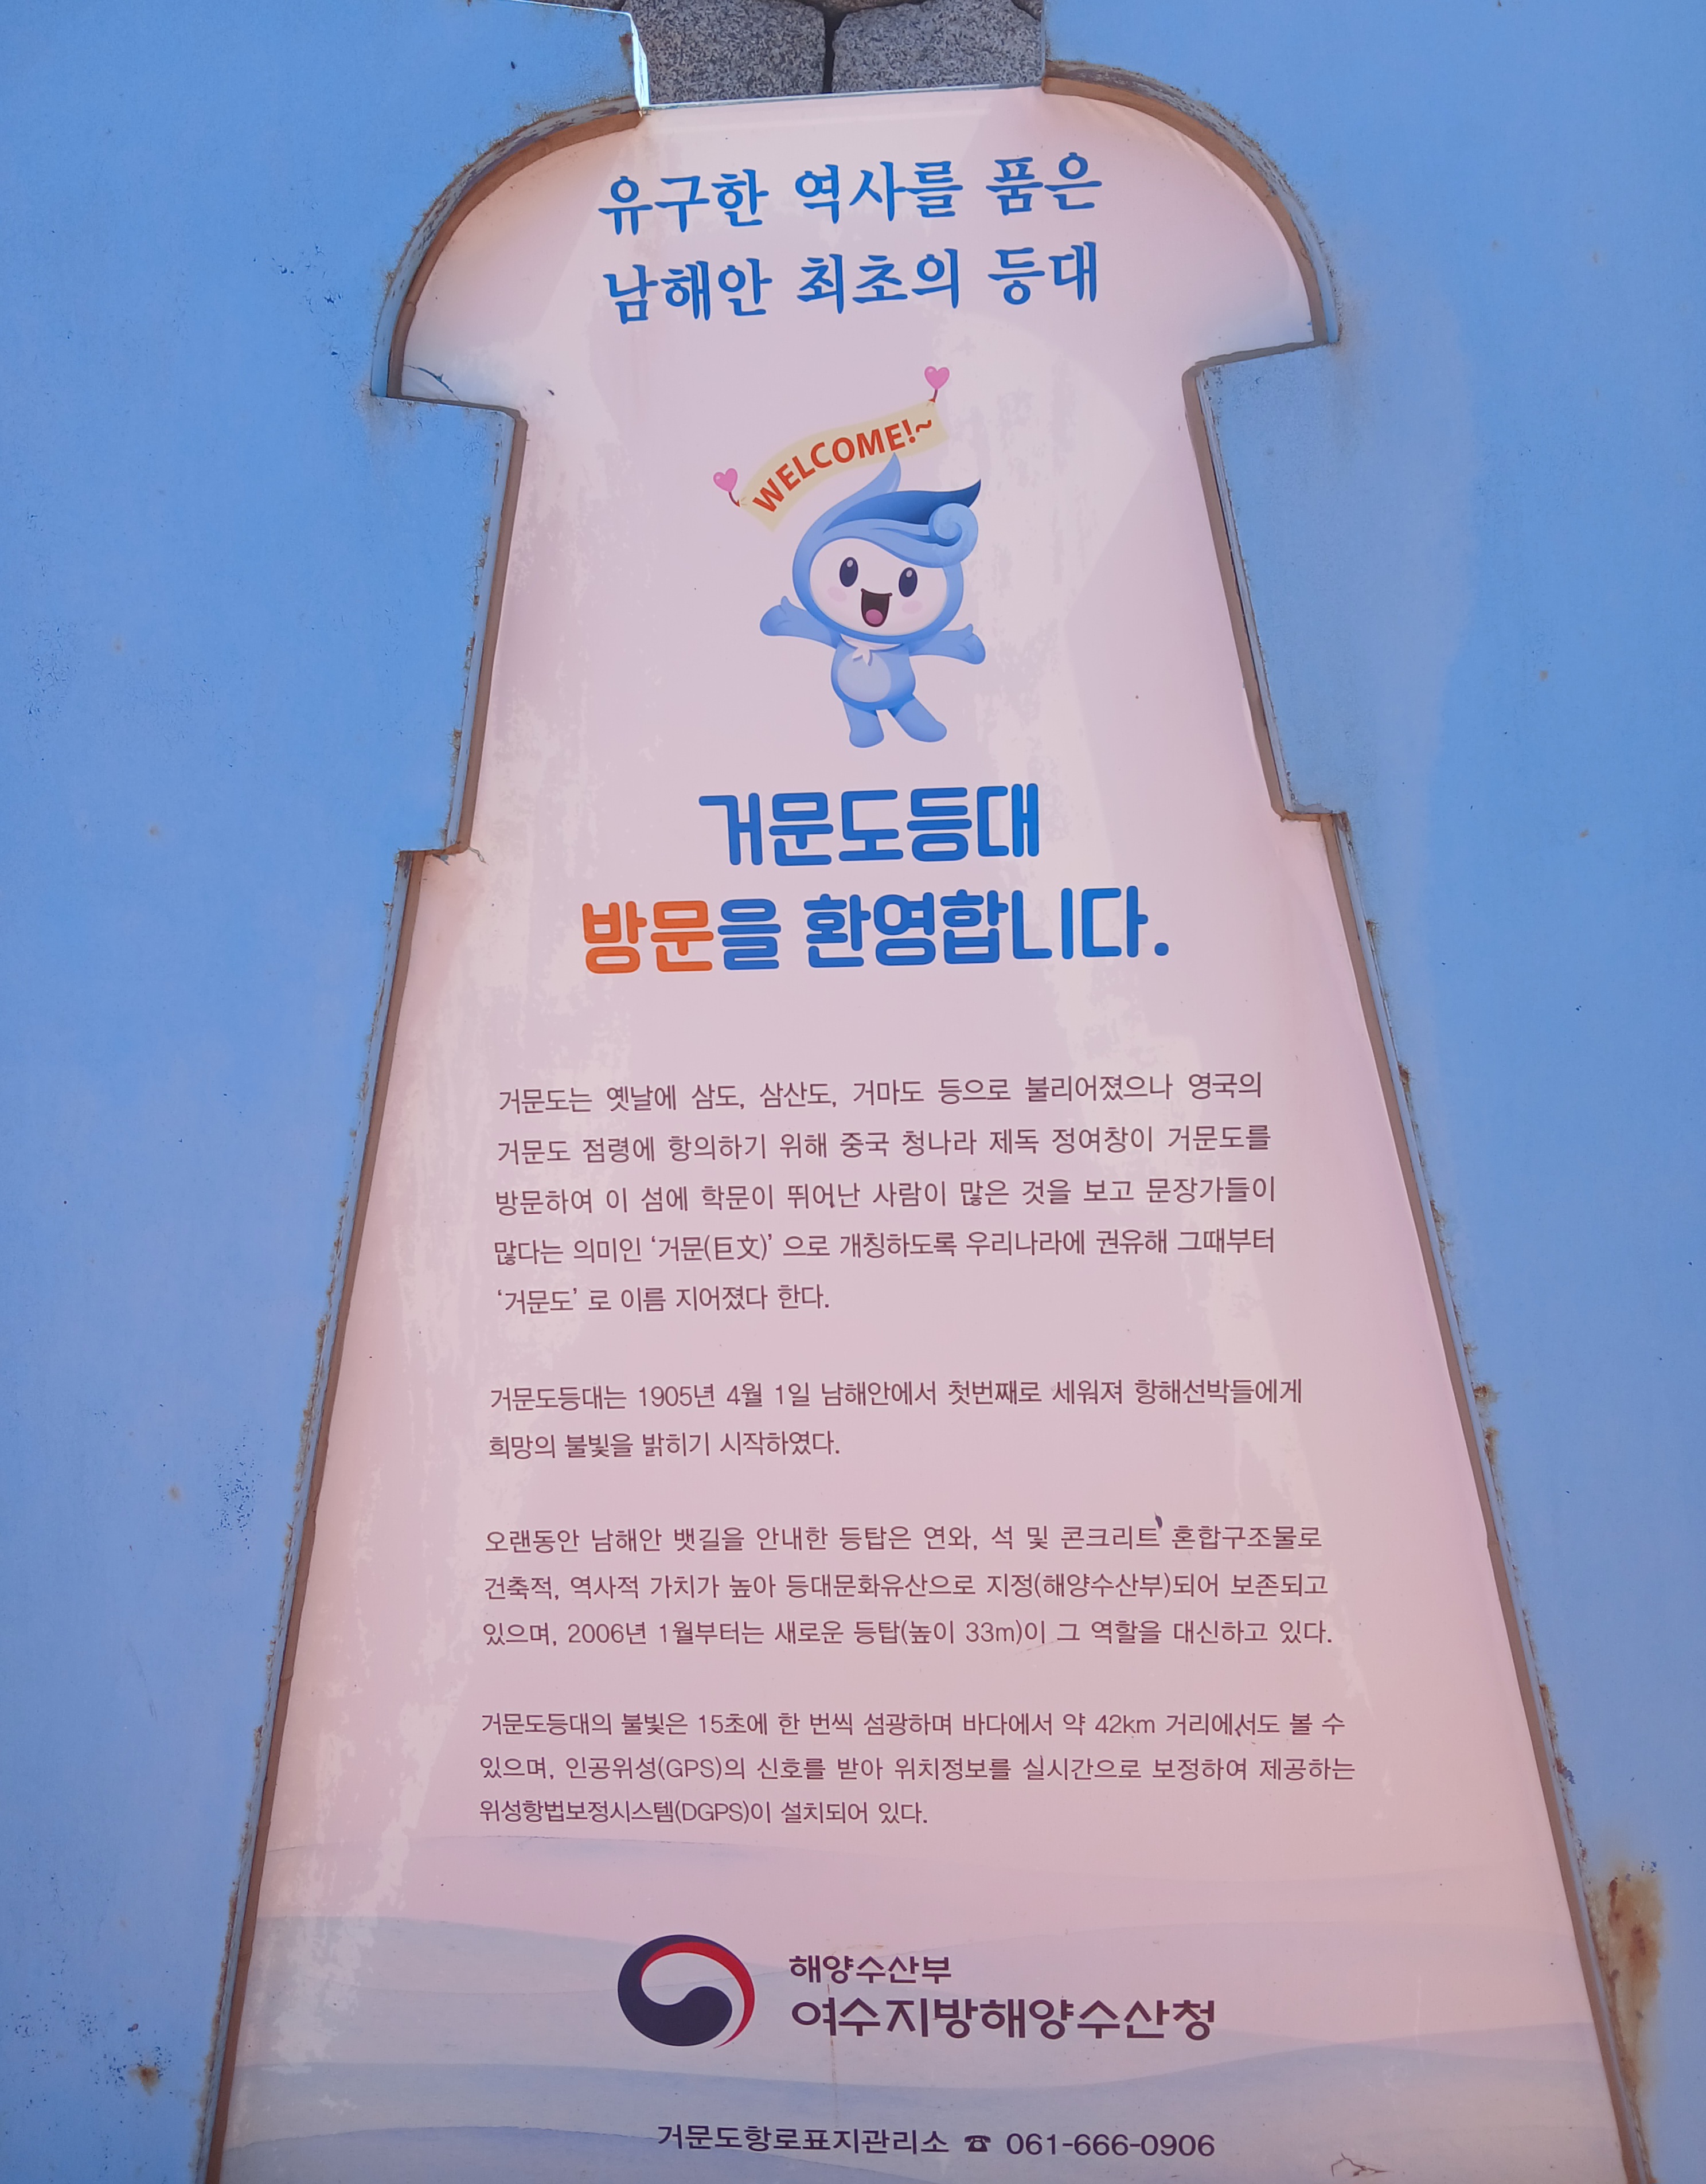 유구한 역사를 품은
남해안 최초의 등대
WELCOME!~
거문도등대
방문을 환영합니다.
거문도는 옛날에 삼도, 삼산도, 거마도 등으로 불리어졌으나 영국의
거문도 점령에 항의하기 위해 중국 청나라 제독 정여창이 거문도를
방문하여 이 섬에 학문이 뛰어난 사람이 많은 것을 보고 문장가들이
많다는 의미인 ‘거문(巨文)’ 으로 개칭하도록 우리나라에 권유해 그때부터
‘거문도’ 로 이름 지어졌다 한다.
거문도등대는 1905년 4월 1일 남해안에서 첫번째로 세워져 항해선박들에게
희망의 불빛을 밝히기 시작하였다.
오랜동안 남해안 뱃길을 안내한 등탑은 연와, 석 및 콘크리트 혼합구조물로
건축적, 역사적 가치가 높아 등대문화유산으로 지정(해양수산부)되어 보존되고
있으며, 2006년 1월부터는 새로운 등탑(높이 33m)이 그 역할을 대신하고 있다.
거문도등대의 불빛은 15초에 한 번씩 섬광하며 바다에서 약 42km 거리에서도 볼 수
있으며, 인공위성(GPS)의 신호를 받아 위치정보를 실시간으로 보정하여 제공하는
위성항법보정시스템(DGPS)이 설치되어 있다.
해양수산부
여수지방해양수산청
거문도항로표지관리소 ☎ 061-666-0906